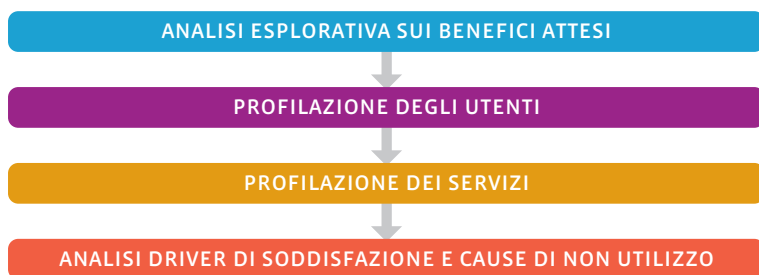 ANALISI ESPLORATIVA SUI BENEFICI ATTESI
PROFILAZIONE DEGLI UTENTI
PROFILAZIONE DEI SERVIZI
ANALISI DRIVER DI SODDISFAZIONE E CAUSE DI NON UTILIZZO